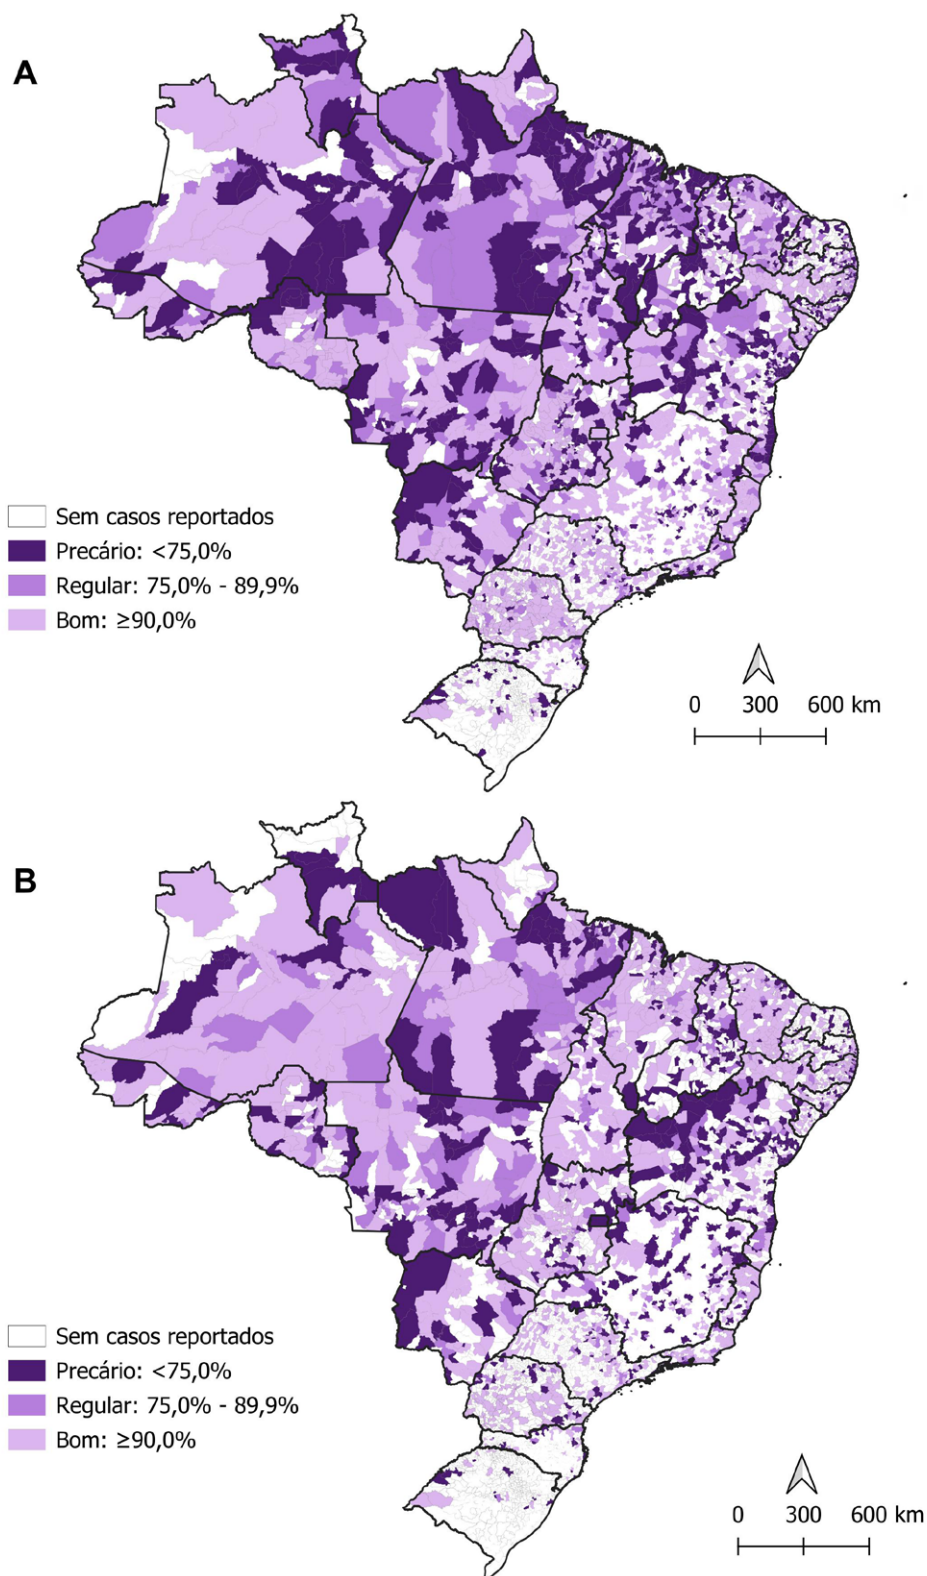 A
Sem casos reportados
Precário: <75,0%
Regular: 75,0% - 89,9%
Bom: ≥90,0%
0 300 600 km
B
Sem casos reportados
Precário: <75,0%
Regular: 75,0% - 89,9%
Bom: ≥90,0%
0 300 600 km